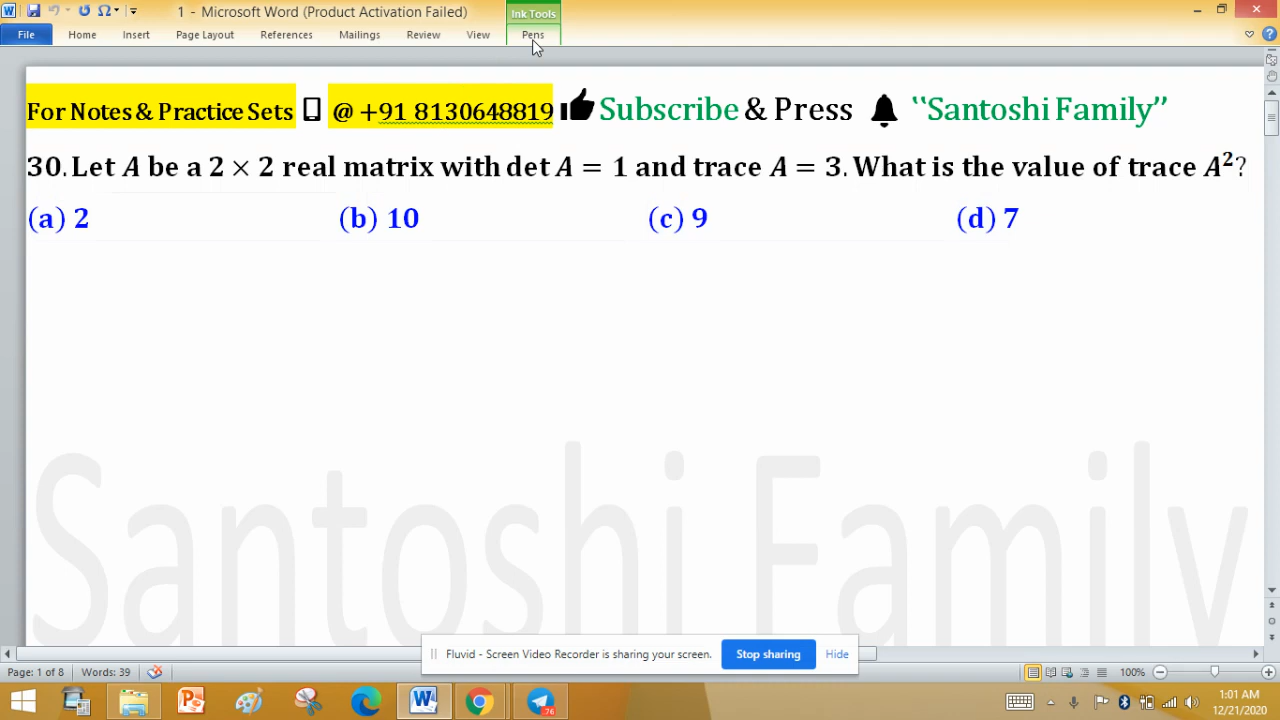 1 - Microsoft Word (Product Activation Failed)
Ink Tools
File Home Insert Page Layout References Mailings Review View Pens
For Notes & Practice Sets @ +91 8130648819 Subscribe & Press ‘‘Santoshi Family’’
30. Let A be a 2 × 2 real matrix with det A = 1 and trace A = 3. What is the value of trace A²?
(a) 2 (b) 10 (c) 9 (d) 7
Santoshi Family
Fluvid - Screen Video Recorder is sharing your screen. Stop sharing Hide
Page: 1 of 8 Words: 39 100%
76
1:01 AM
12/21/2020